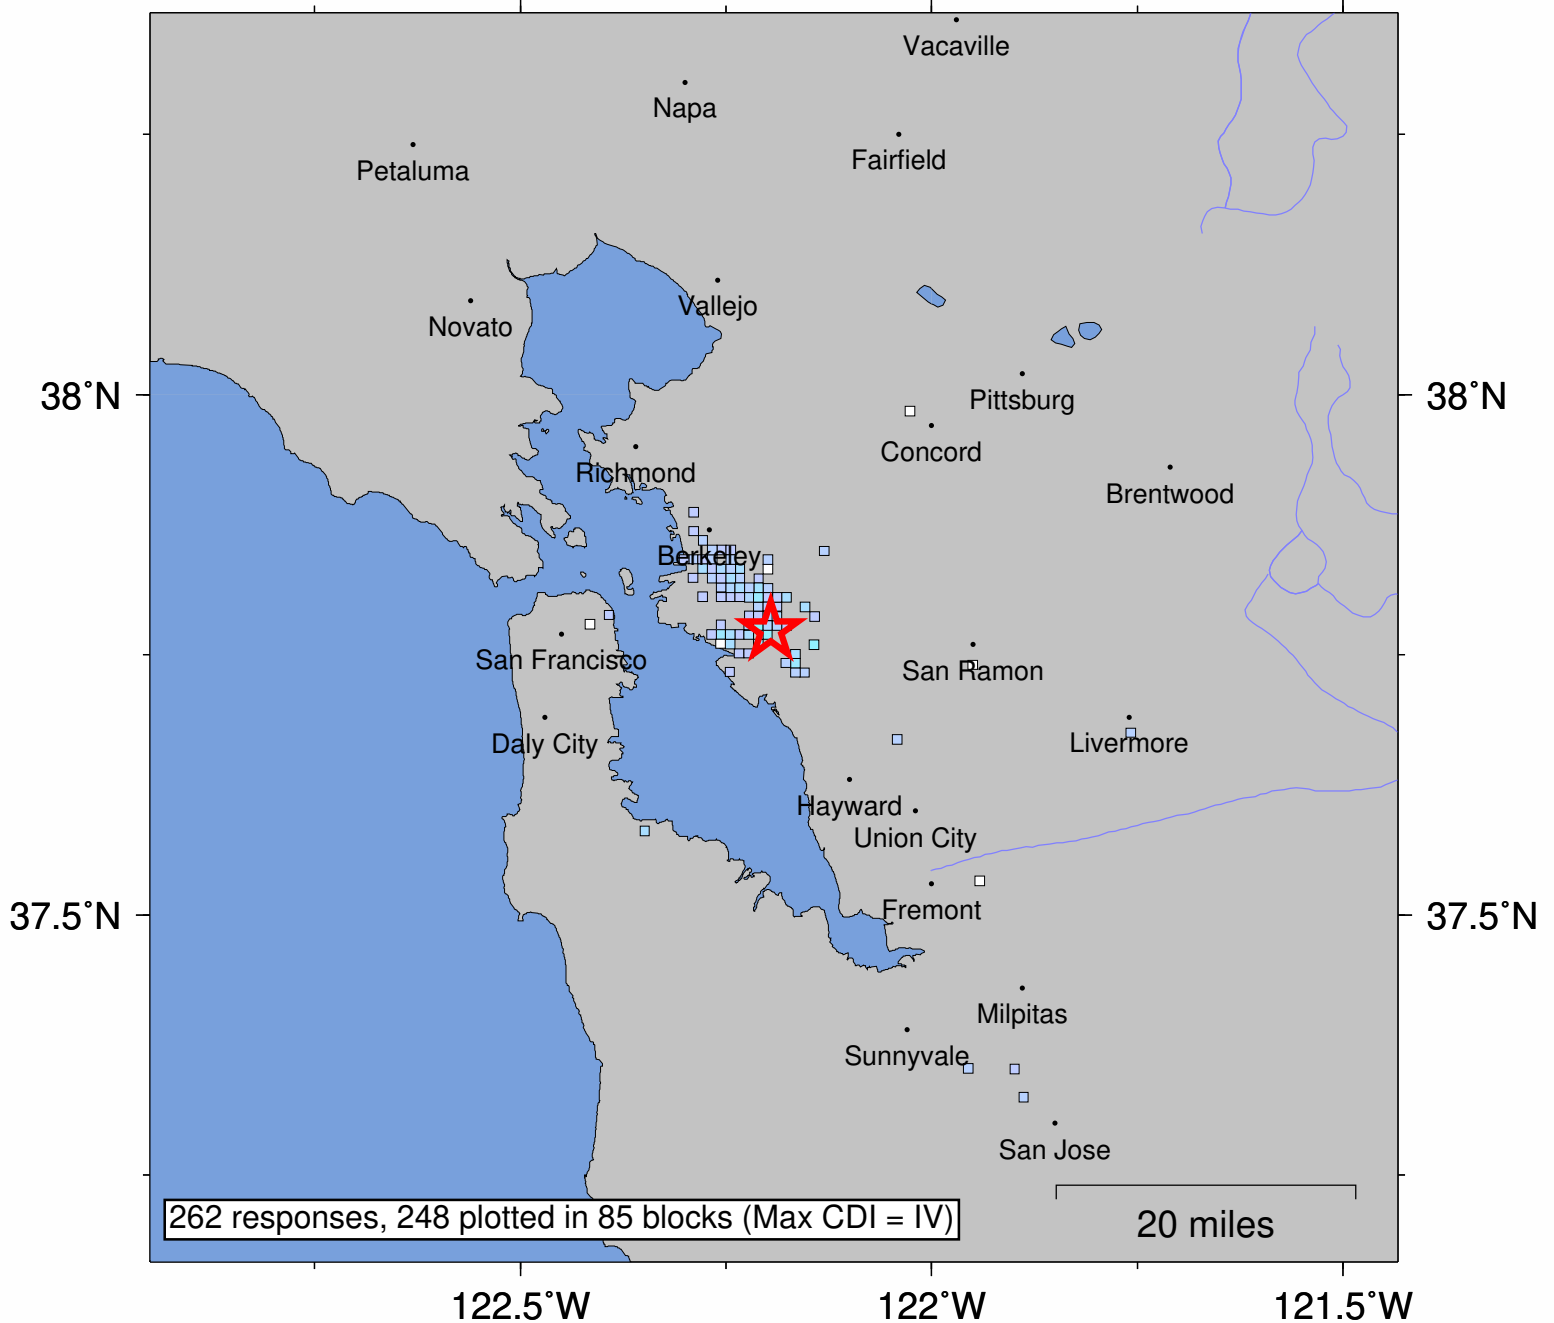 Vacaville
Napa
Fairfield
Petaluma
Vallejo
Novato
38˚N
38˚N
Pittsburg
Concord
Richmond
Brentwood
Berkeley
San Francisco
San Ramon
Daly City
Livermore
Hayward
Union City
37.5˚N
Fremont
37.5˚N
Milpitas
Sunnyvale
San Jose
262 responses, 248 plotted in 85 blocks (Max CDI = IV)
20 miles
122.5˚W
122˚W
121.5˚W